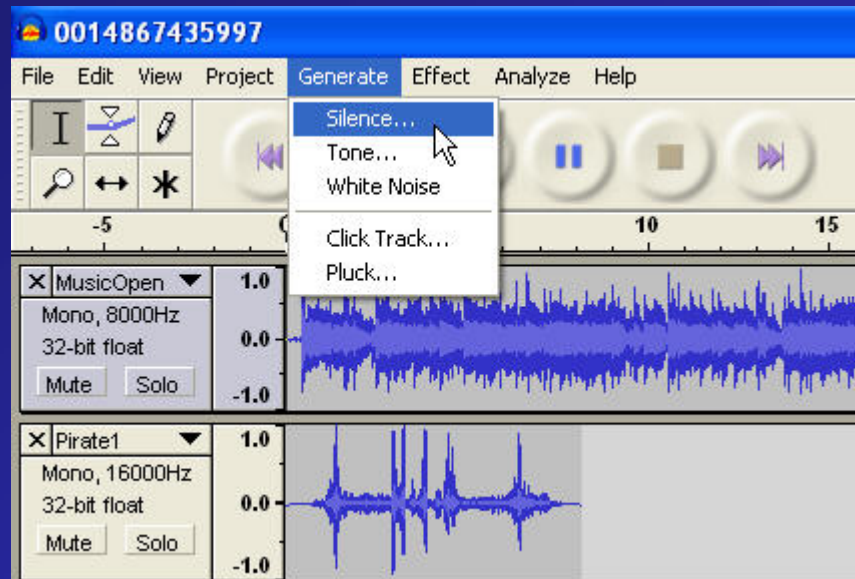 0014867435997
File Edit View Project Generate Effect Analyze Help
Silence...
Tone...
White Noise
Click Track...
Pluck...
-5 10 15
MusicOpen
Mono, 8000Hz
32-bit float
Mute Solo
1.0
0.0
-1.0
Pirate1
Mono, 16000Hz
32-bit float
Mute Solo
1.0
0.0
-1.0